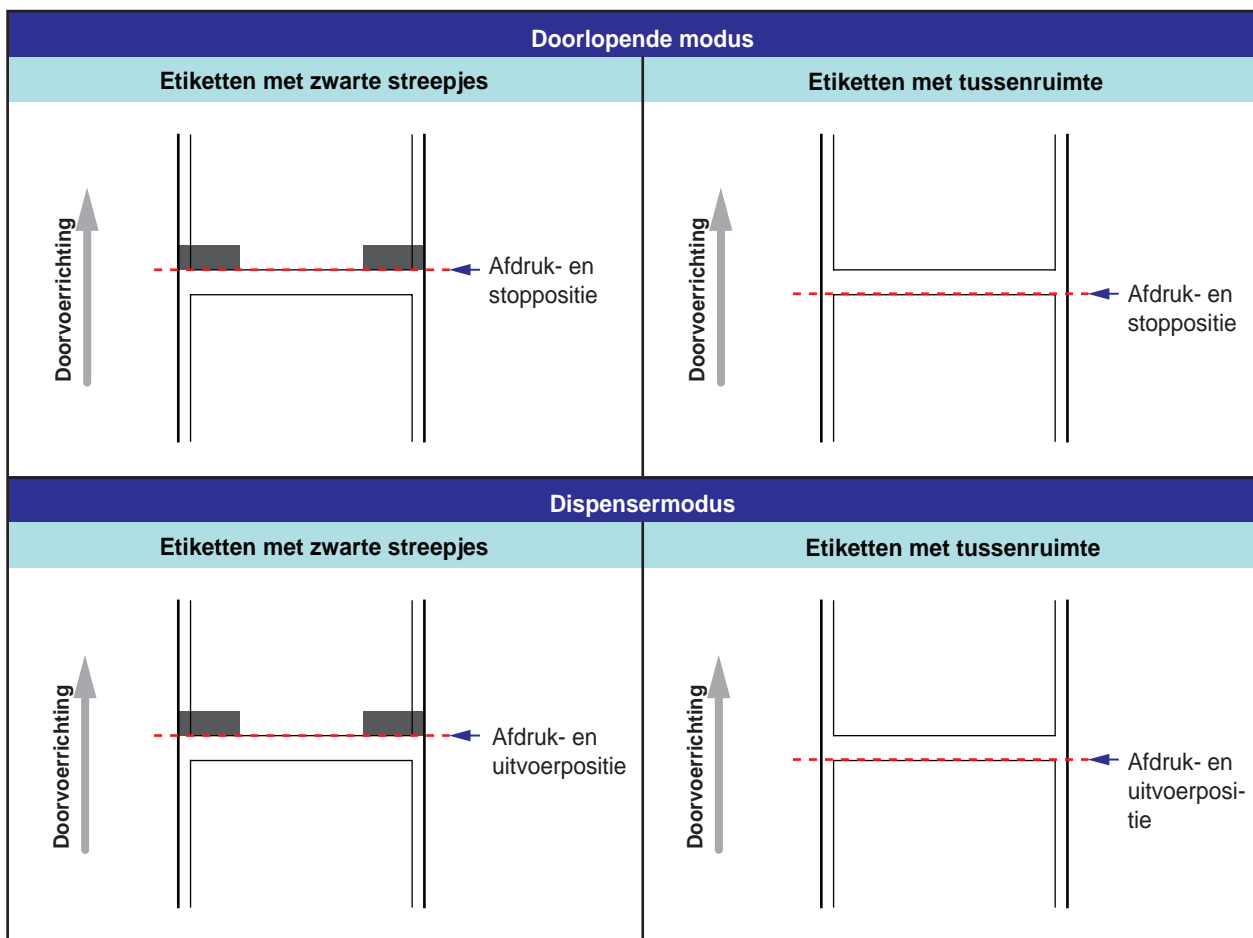 Doorlopende modus
Etiketten met zwarte streepjes
Etiketten met tussenruimte
Doorvoerrichting
Afdruk- en
stoppositie
Doorvoerrichting
Afdruk- en
stoppositie
Dispensermodus
Etiketten met zwarte streepjes
Etiketten met tussenruimte
Doorvoerrichting
Afdruk- en
uitvoerpositie
Doorvoerrichting
Afdruk- en
uitvoerposi-
tie